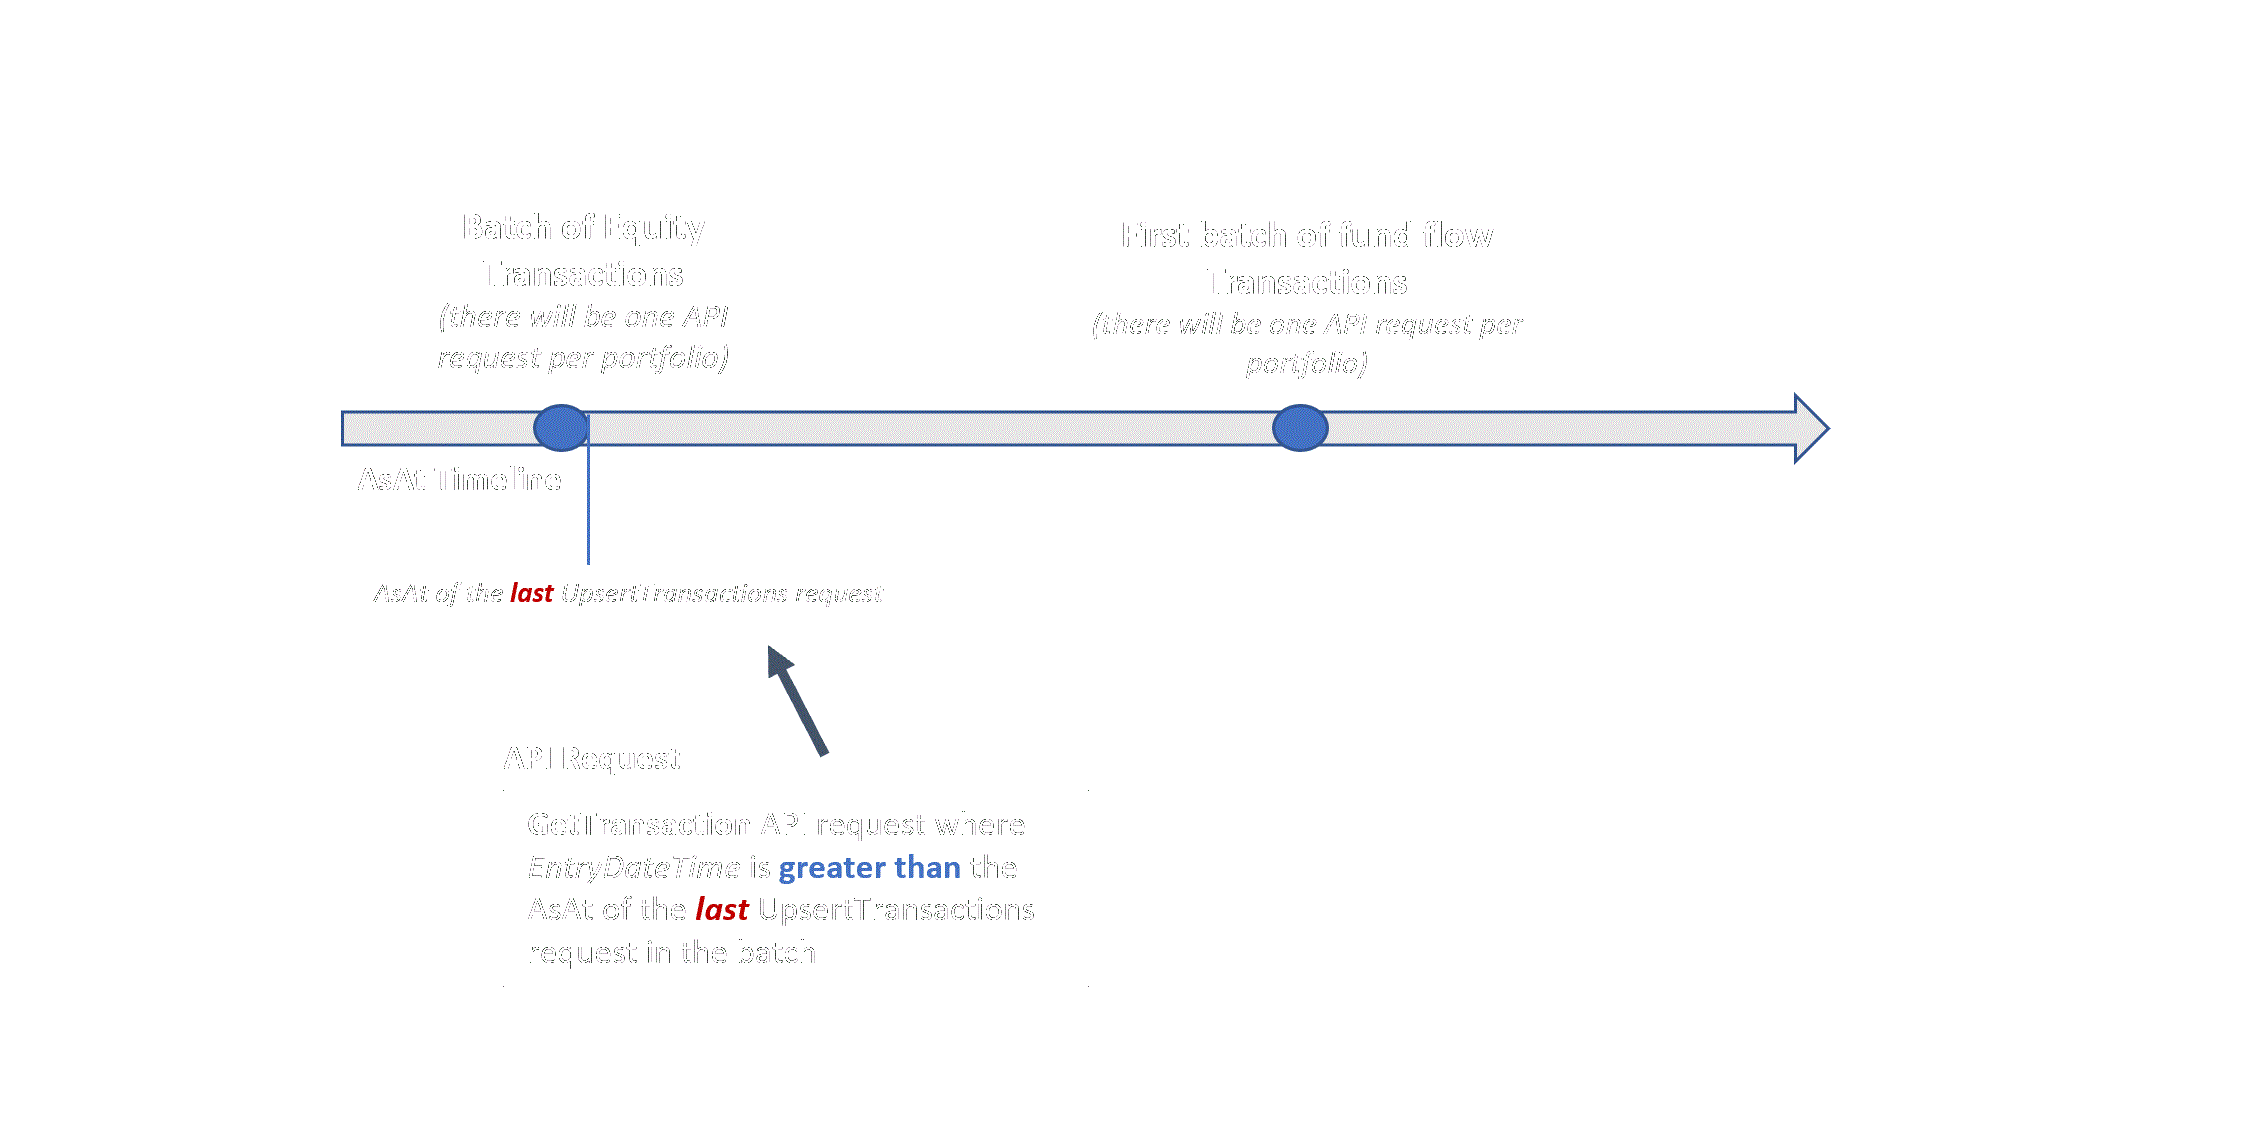 Batch of Equity
Transactions
(there will be one API
request per portfolio)
First batch of fund flow
Transactions
(there will be one API request per
portfolio)
AsAt Timeline
AsAt of the last UpsertTransactions request
API Request
GetTransaction API request where
EntryDateTime is greater than the
AsAt of the last UpsertTransactions
request in the batch